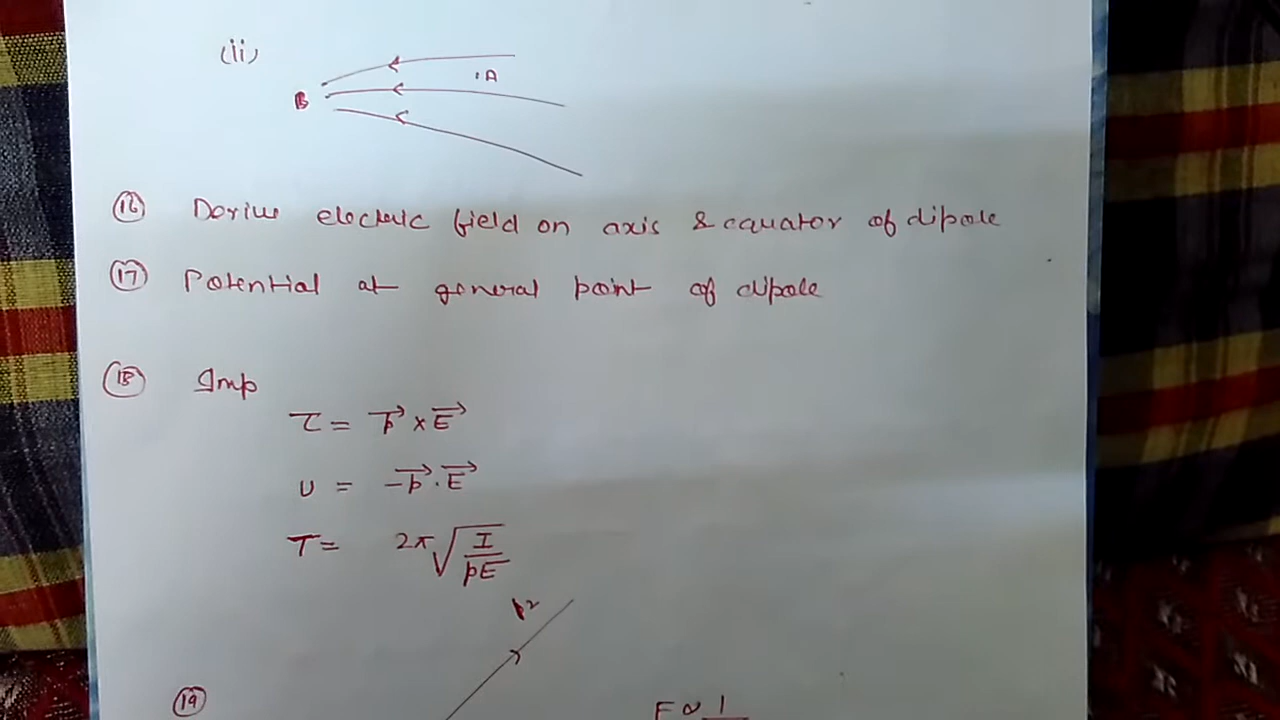 (ii)
.A
B
(16) Derive electric field on axis & equator of dipole
(17) Potential at general point of dipole
(18) Imp
τ = p⃗ × E⃗
U = -p⃗ . E⃗
T = 2π √(I/pE)
(19)
F ∝ 1